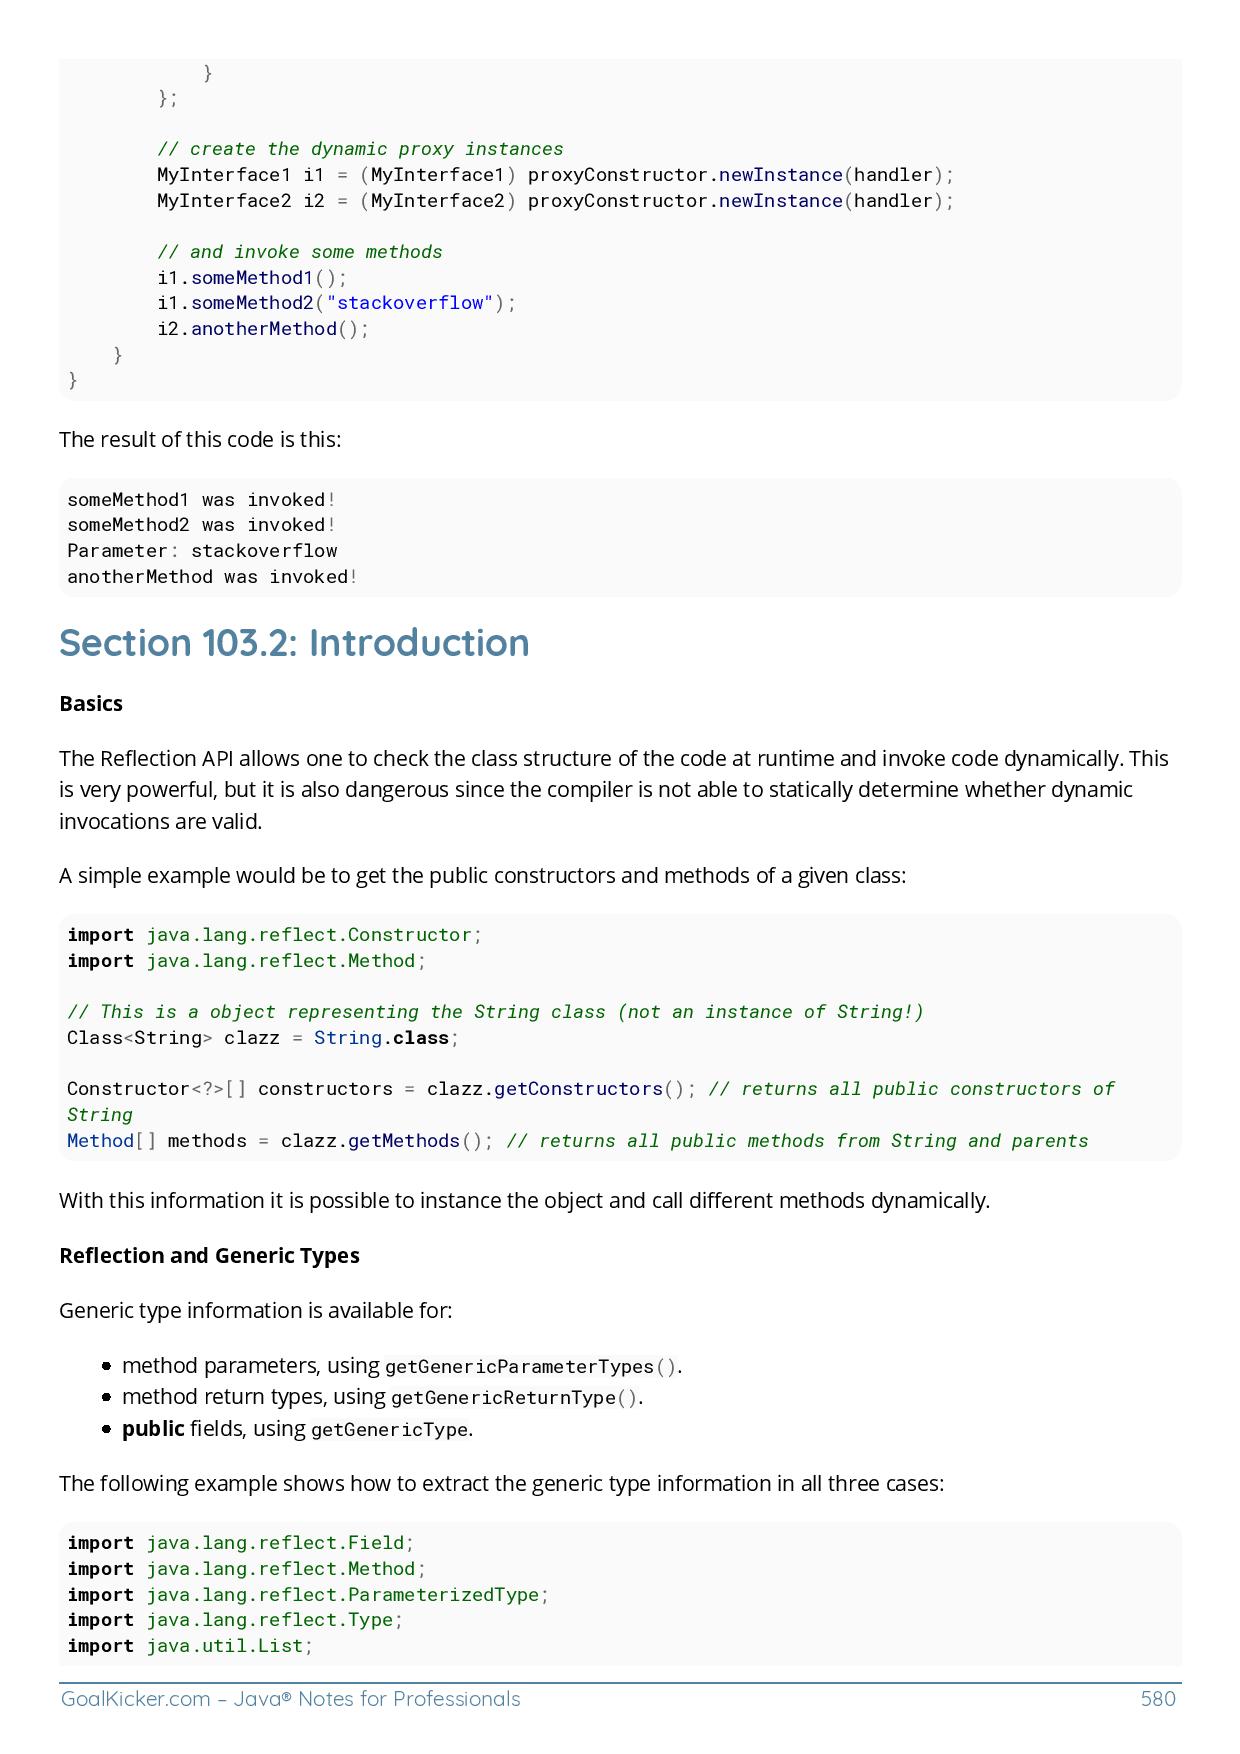 }
        };

        // create the dynamic proxy instances
        MyInterface1 i1 = (MyInterface1) proxyConstructor.newInstance(handler);
        MyInterface2 i2 = (MyInterface2) proxyConstructor.newInstance(handler);

        // and invoke some methods
        i1.someMethod1();
        i1.someMethod2("stackoverflow");
        i2.anotherMethod();
    }
}
The result of this code is this:
someMethod1 was invoked!
someMethod2 was invoked!
Parameter: stackoverflow
anotherMethod was invoked!
Section 103.2: Introduction
Basics
The Reflection API allows one to check the class structure of the code at runtime and invoke code dynamically. This
is very powerful, but it is also dangerous since the compiler is not able to statically determine whether dynamic
invocations are valid.
A simple example would be to get the public constructors and methods of a given class:
import java.lang.reflect.Constructor;
import java.lang.reflect.Method;

// This is a object representing the String class (not an instance of String!)
Class<String> clazz = String.class;

Constructor<?>[] constructors = clazz.getConstructors(); // returns all public constructors of
String
Method[] methods = clazz.getMethods(); // returns all public methods from String and parents
With this information it is possible to instance the object and call different methods dynamically.
Reflection and Generic Types
Generic type information is available for:
● method parameters, using getGenericParameterTypes().
● method return types, using getGenericReturnType().
● public fields, using getGenericType.
The following example shows how to extract the generic type information in all three cases:
import java.lang.reflect.Field;
import java.lang.reflect.Method;
import java.lang.reflect.ParameterizedType;
import java.lang.reflect.Type;
import java.util.List;
GoalKicker.com – Java® Notes for Professionals 580